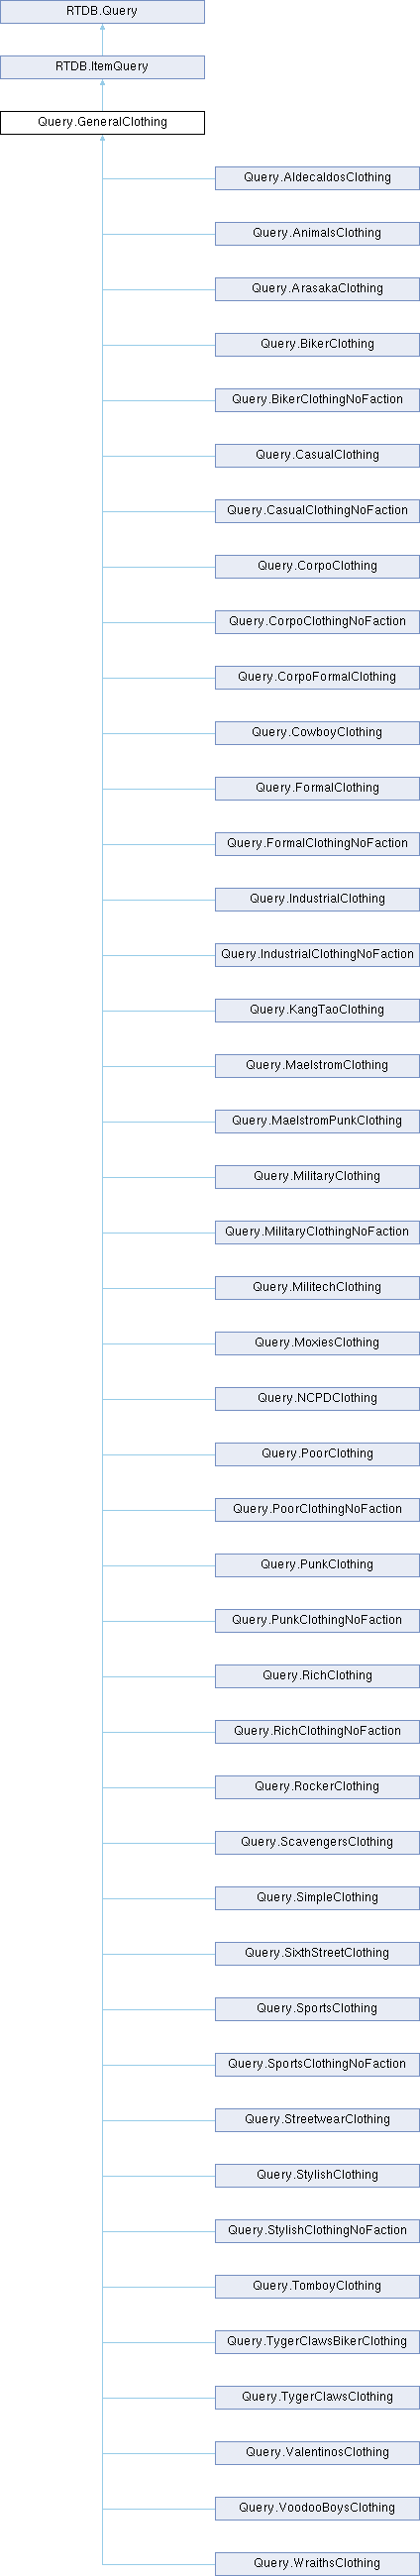 RTDB.Query
RTDB.ItemQuery
Query.GeneralClothing
Query.AldecaldosClothing
Query.AnimalsClothing
Query.ArasakaClothing
Query.BikerClothing
Query.BikerClothingNoFaction
Query.CasualClothing
Query.CasualClothingNoFaction
Query.CorpoClothing
Query.CorpoClothingNoFaction
Query.CorpoFormalClothing
Query.CowboyClothing
Query.FormalClothing
Query.FormalClothingNoFaction
Query.IndustrialClothing
Query.IndustrialClothingNoFaction
Query.KangTaoClothing
Query.MaelstromClothing
Query.MaelstromPunkClothing
Query.MilitaryClothing
Query.MilitaryClothingNoFaction
Query.MilitechClothing
Query.MoxiesClothing
Query.NCPDClothing
Query.PoorClothing
Query.PoorClothingNoFaction
Query.PunkClothing
Query.PunkClothingNoFaction
Query.RichClothing
Query.RichClothingNoFaction
Query.RockerClothing
Query.ScavengersClothing
Query.SimpleClothing
Query.SixthStreetClothing
Query.SportsClothing
Query.SportsClothingNoFaction
Query.StreetwearClothing
Query.StylishClothing
Query.StylishClothingNoFaction
Query.TomboyClothing
Query.TygerClawsBikerClothing
Query.TygerClawsClothing
Query.ValentinosClothing
Query.VoodooBoysClothing
Query.WraithsClothing